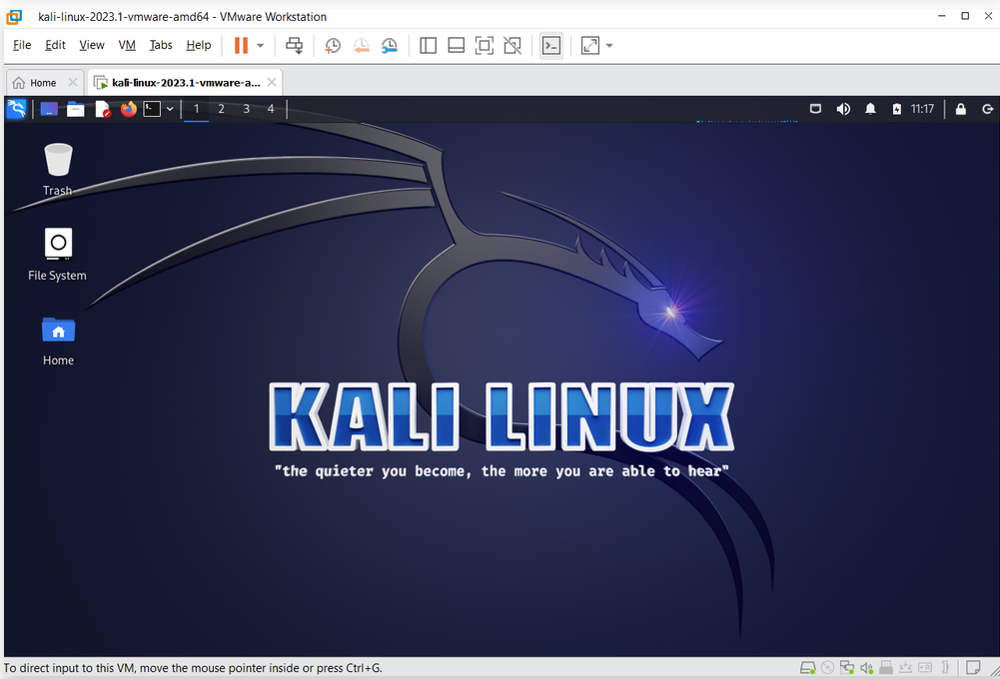 kali-linux-2023.1-vmware-amd64 - VMware Workstation
File Edit View VM Tabs Help
Home
kali-linux-2023.1-vmware-a...
1 2 3 4
11:17
Trash
File System
Home
KALI LINUX
"the quieter you become, the more you are able to hear"
To direct input to this VM, move the mouse pointer inside or press Ctrl+G.